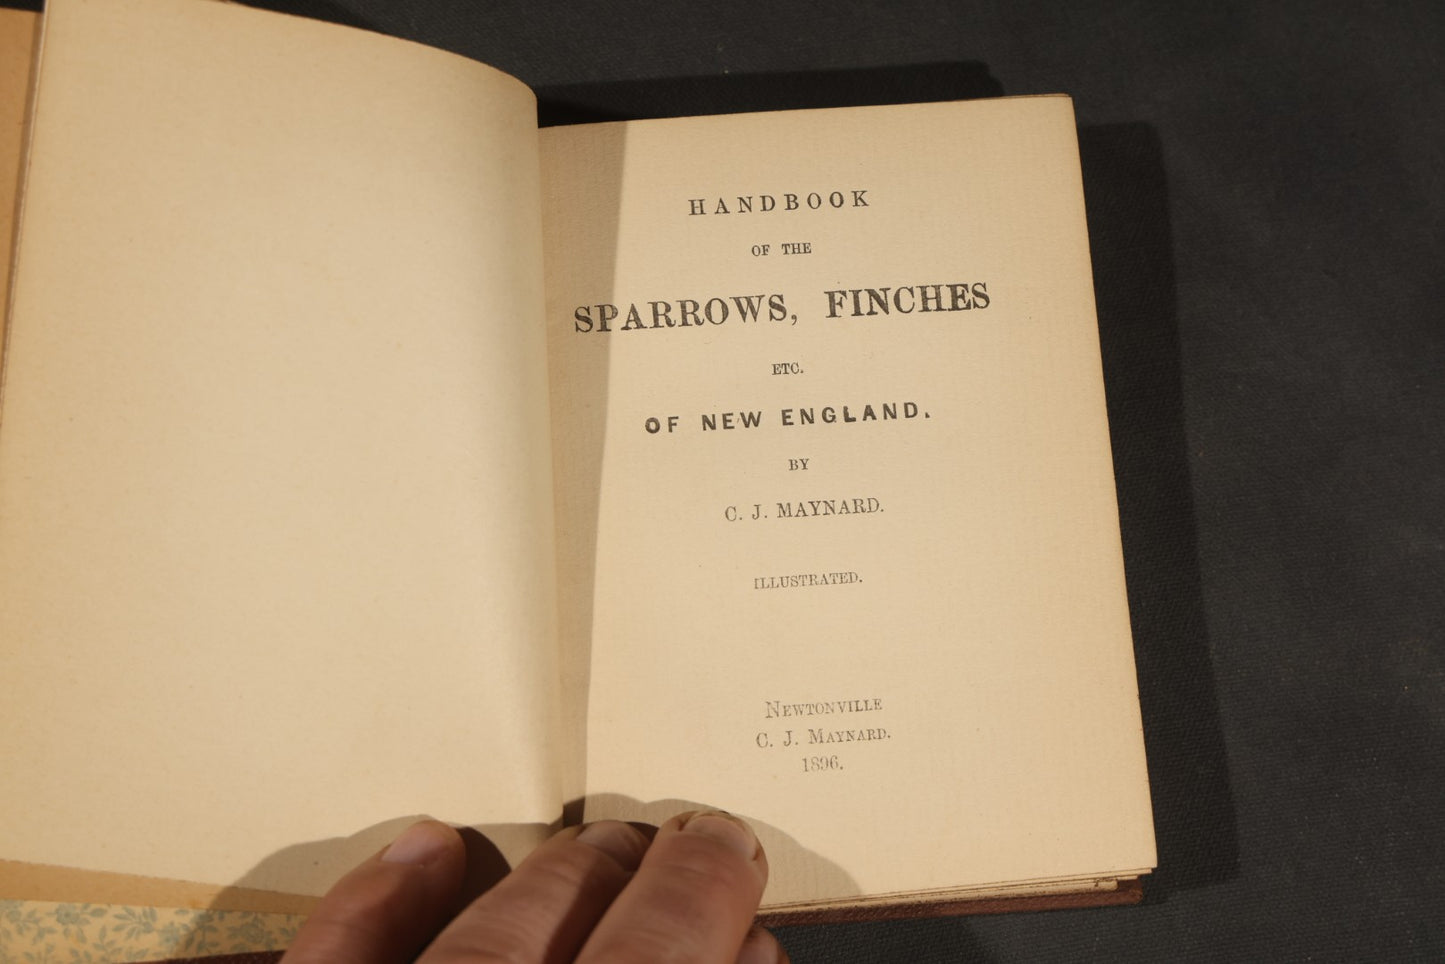 HANDBOOK
OF THE
SPARROWS, FINCHES
ETC.
OF NEW ENGLAND.
BY
C. J. MAYNARD.
ILLUSTRATED.
NEWTONVILLE
C. J. MAYNARD.
1896.